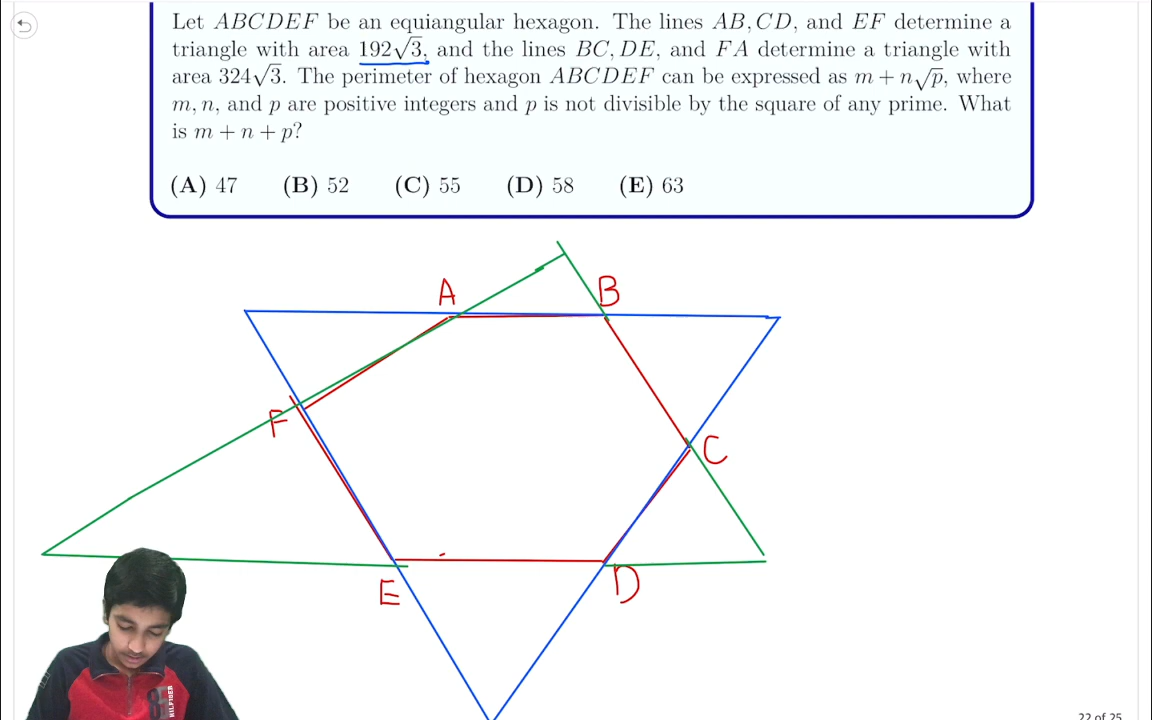 Let ABCDEF be an equiangular hexagon. The lines AB, CD, and EF determine a
triangle with area 192√3, and the lines BC, DE, and FA determine a triangle with
area 324√3. The perimeter of hexagon ABCDEF can be expressed as m + n√p, where
m, n, and p are positive integers and p is not divisible by the square of any prime. What
is m + n + p?
(A) 47 (B) 52 (C) 55 (D) 58 (E) 63
A
B
F
C
E
D
22 of 25